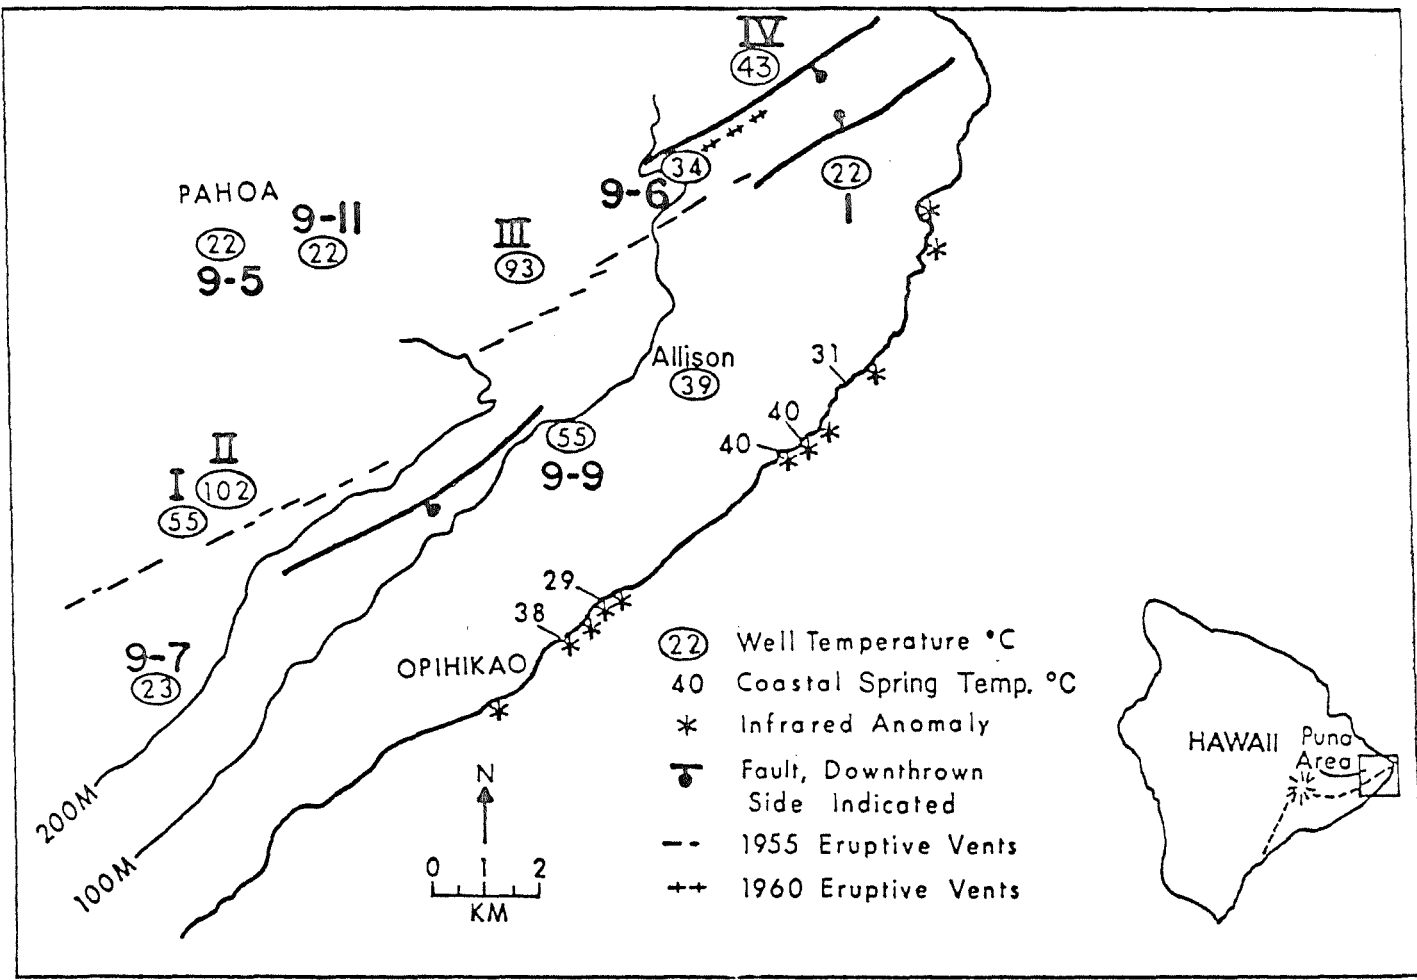 IV
43
34
9-6
22
I
PAHOA
9-11
22
22
9-5
III
93
Allison
39
31
40
40
55
9-9
II
I
102
55
29
38
9-7
23
OPIHIKAO
200M
100M
N
0 1 2
KM
22 Well Temperature °C
40 Coastal Spring Temp. °C
Infrared Anomaly
Fault, Downthrown
Side Indicated
1955 Eruptive Vents
1960 Eruptive Vents
HAWAII
Puna
Area